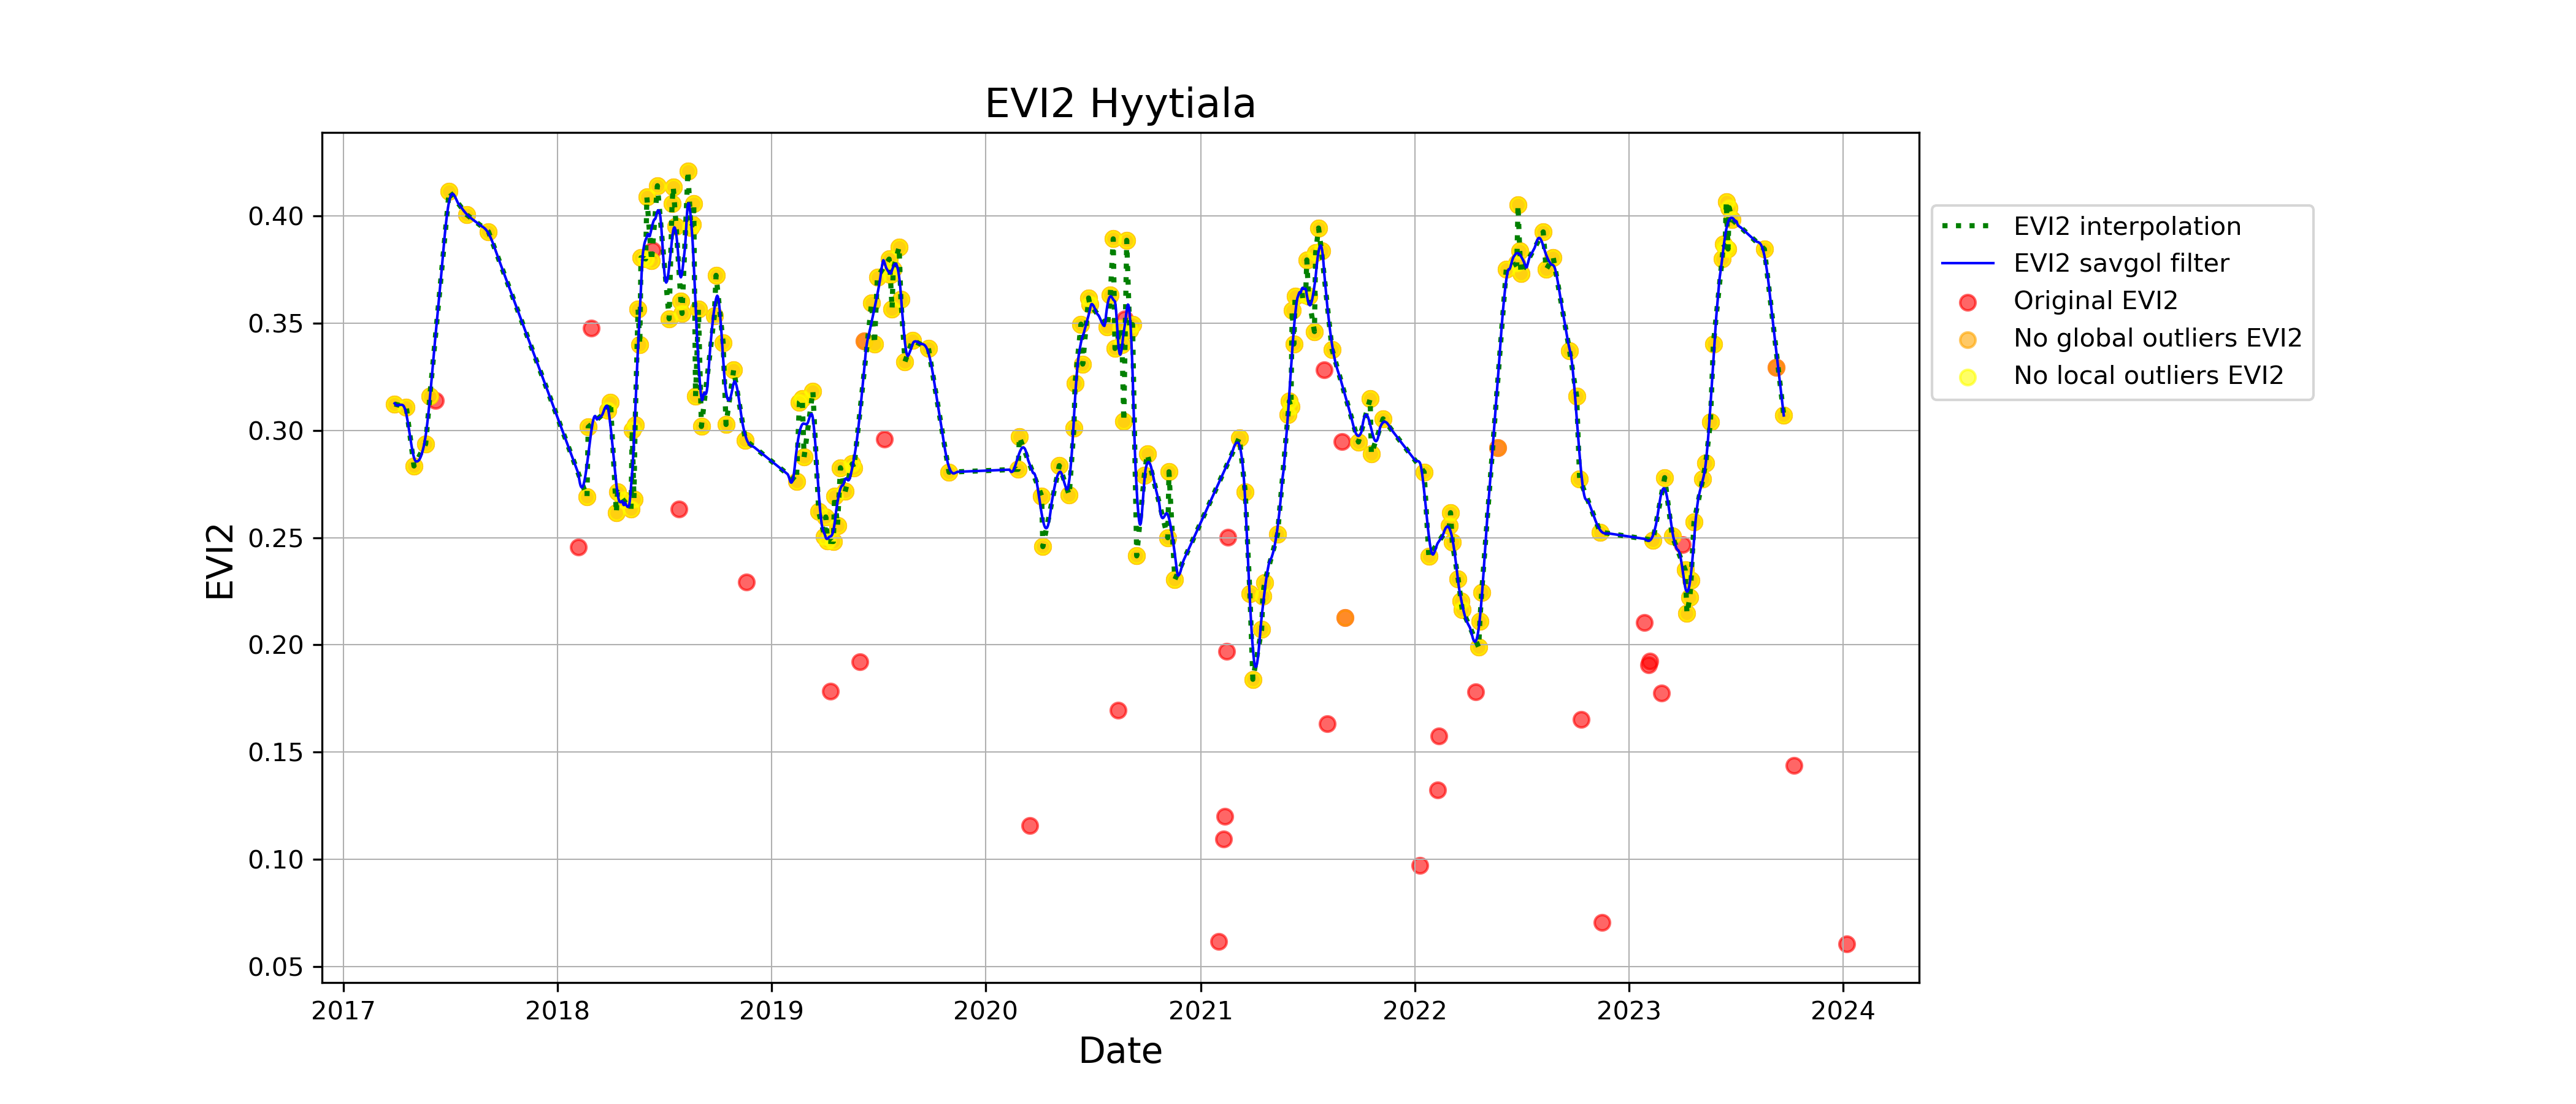 EVI2 Hyytiala
EVI2
0.40
0.35
0.30
0.25
0.20
0.15
0.10
0.05
2017 2018 2019 2020 2021 2022 2023 2024
Date
EVI2 interpolation
EVI2 savgol filter
Original EVI2
No global outliers EVI2
No local outliers EVI2